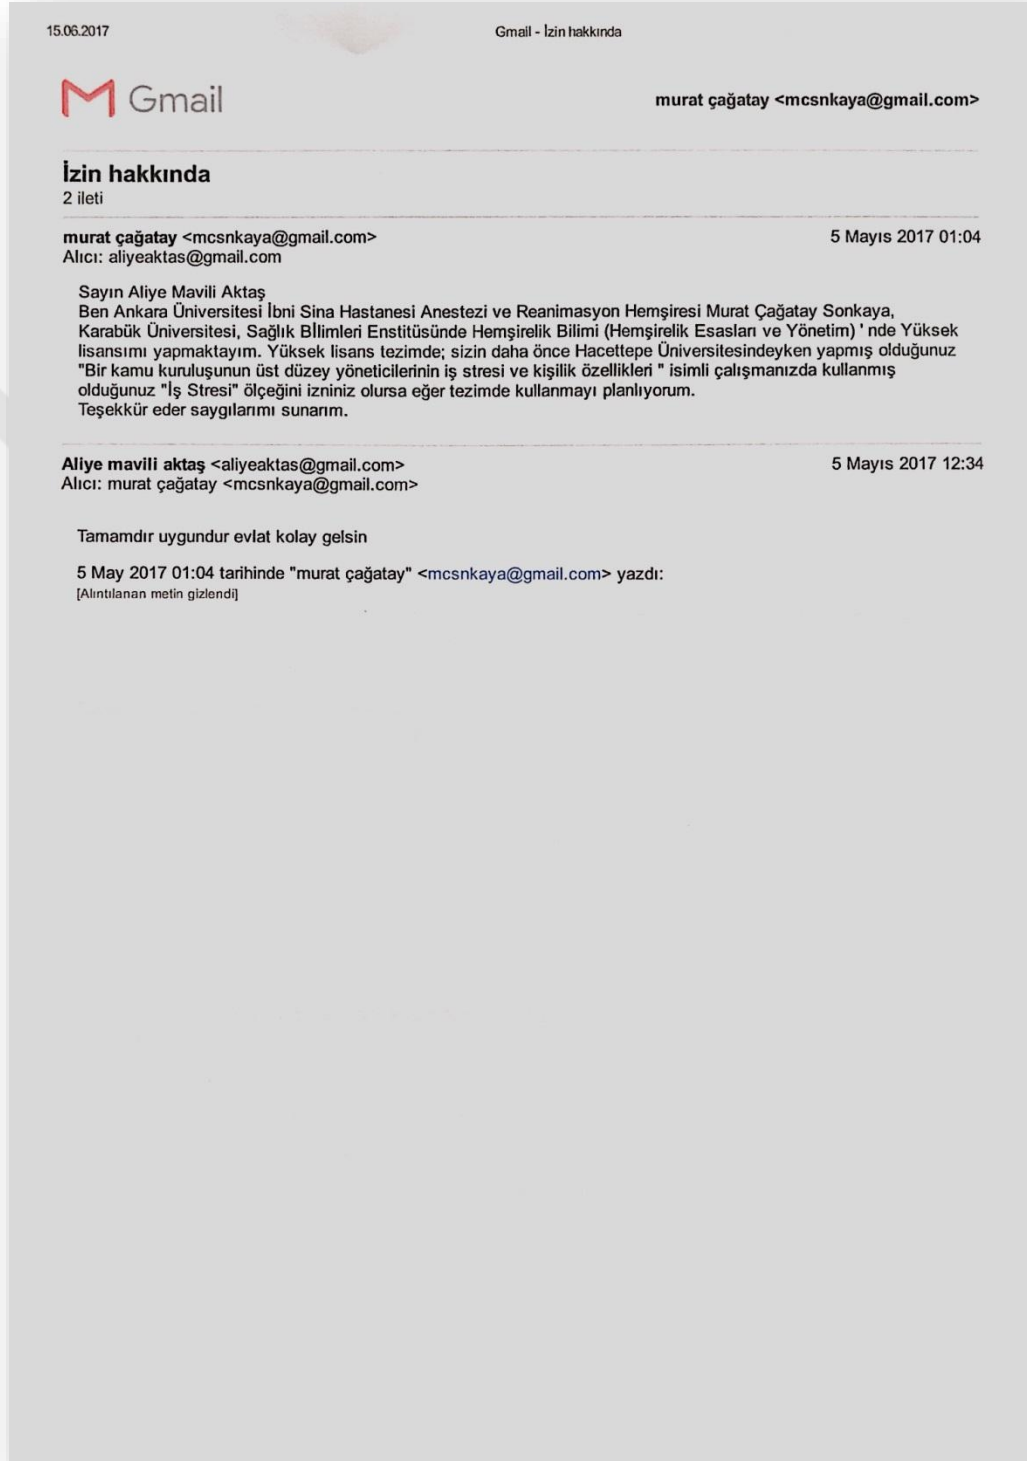 15.06.2017 Gmail - İzin hakkında
Gmail murat çağatay <mcsnkaya@gmail.com>
İzin hakkında
2 ileti
murat çağatay <mcsnkaya@gmail.com> 5 Mayıs 2017 01:04
Alıcı: aliyeaktas@gmail.com
Sayın Aliye Mavili Aktaş
Ben Ankara Üniversitesi İbni Sina Hastanesi Anestezi ve Reanimasyon Hemşiresi Murat Çağatay Sonkaya,
Karabük Üniversitesi, Sağlık Bİlimleri Enstitüsünde Hemşirelik Bilimi (Hemşirelik Esasları ve Yönetim) ' nde Yüksek
lisansımı yapmaktayım. Yüksek lisans tezimde; sizin daha önce Hacettepe Üniversitesindeyken yapmış olduğunuz
"Bir kamu kuruluşunun üst düzey yöneticilerinin iş stresi ve kişilik özellikleri " isimli çalışmanızda kullanmış
olduğunuz "İş Stresi" ölçeğini izniniz olursa eğer tezimde kullanmayı planlıyorum.
Teşekkür eder saygılarımı sunarım.
Aliye mavili aktaş <aliyeaktas@gmail.com> 5 Mayıs 2017 12:34
Alıcı: murat çağatay <mcsnkaya@gmail.com>
Tamamdır uygundur evlat kolay gelsin
5 May 2017 01:04 tarihinde "murat çağatay" <mcsnkaya@gmail.com> yazdı:
[Alıntılanan metin gizlendi]